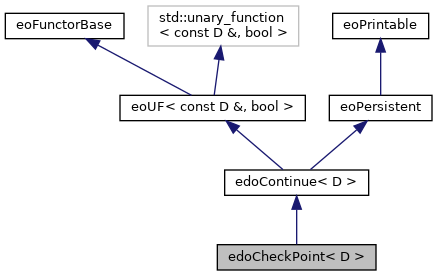 eoFunctorBase
std::unary_function
< const D &, bool >
eoPrintable
eoUF< const D &, bool >
eoPersistent
edoContinue< D >
edoCheckPoint< D >